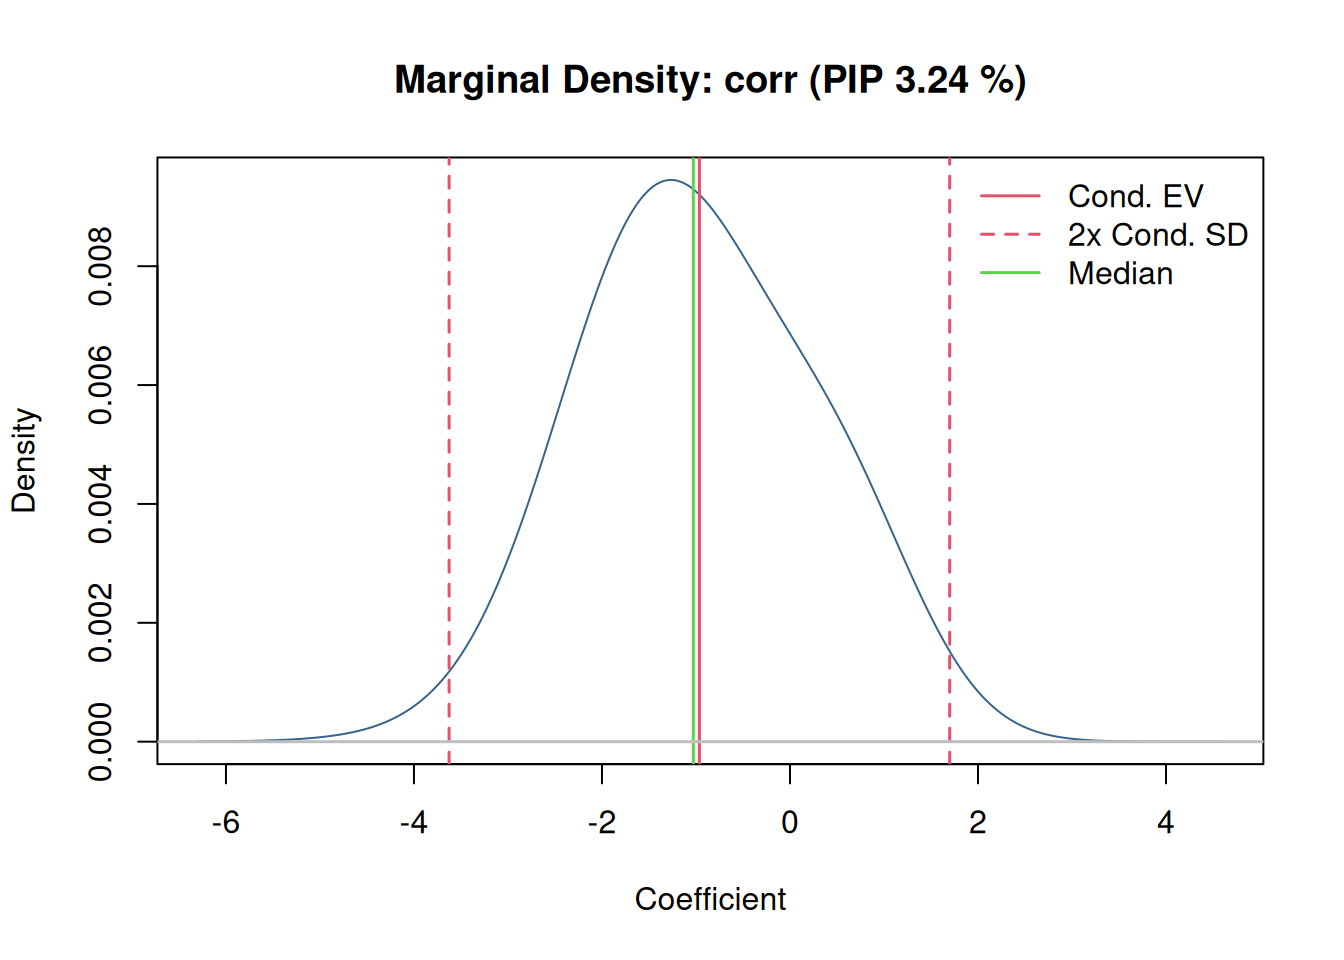 Marginal Density: corr (PIP 3.24 %)
Cond. EV
2x Cond. SD
Median
Density
0.008
0.006
0.004
0.002
0.000
-6 -4 -2 0 2 4
Coefficient